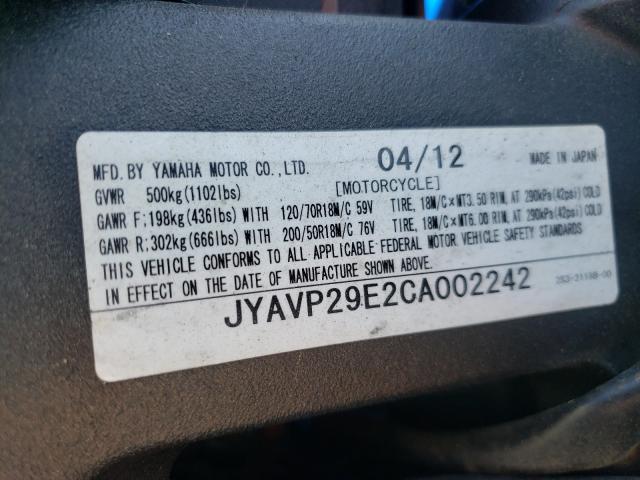 MFD. BY YAMAHA MOTOR CO., LTD. 04/12 MADE IN JAPAN
GVWR 500kg(1102lbs) [MOTORCYCLE]
GAWR F:198kg(436lbs) WITH 120/70R18M/C 59V TIRE, 18M/C×MT3.50 RIM, AT 290kPa(42psi) COLD
GAWR R:302kg(666lbs) WITH 200/50R18M/C 76V TIRE, 18M/C×MT6.00 RIM, AT 290kPa(42psi) COLD
THIS VEHICLE CONFORMS TO ALL APPLICABLE FEDERAL MOTOR VEHICLE SAFETY STANDARDS
IN EFFECT ON THE DATE OF MANUFACTURE SHOWN ABOVE.
JYAVP29E2CA002242